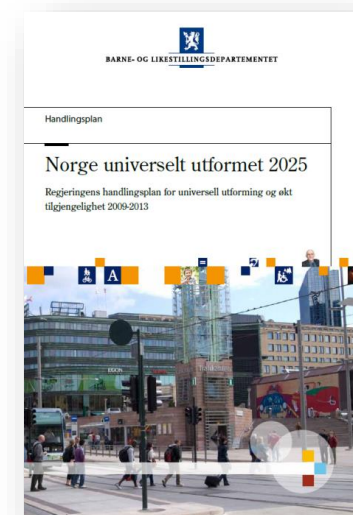 BARNE- OG LIKESTILLINGSDEPARTEMENTET
Handlingsplan
Norge universelt utformet 2025
Regjeringens handlingsplan for universell utforming og økt
tilgjengelighet 2009-2013
A